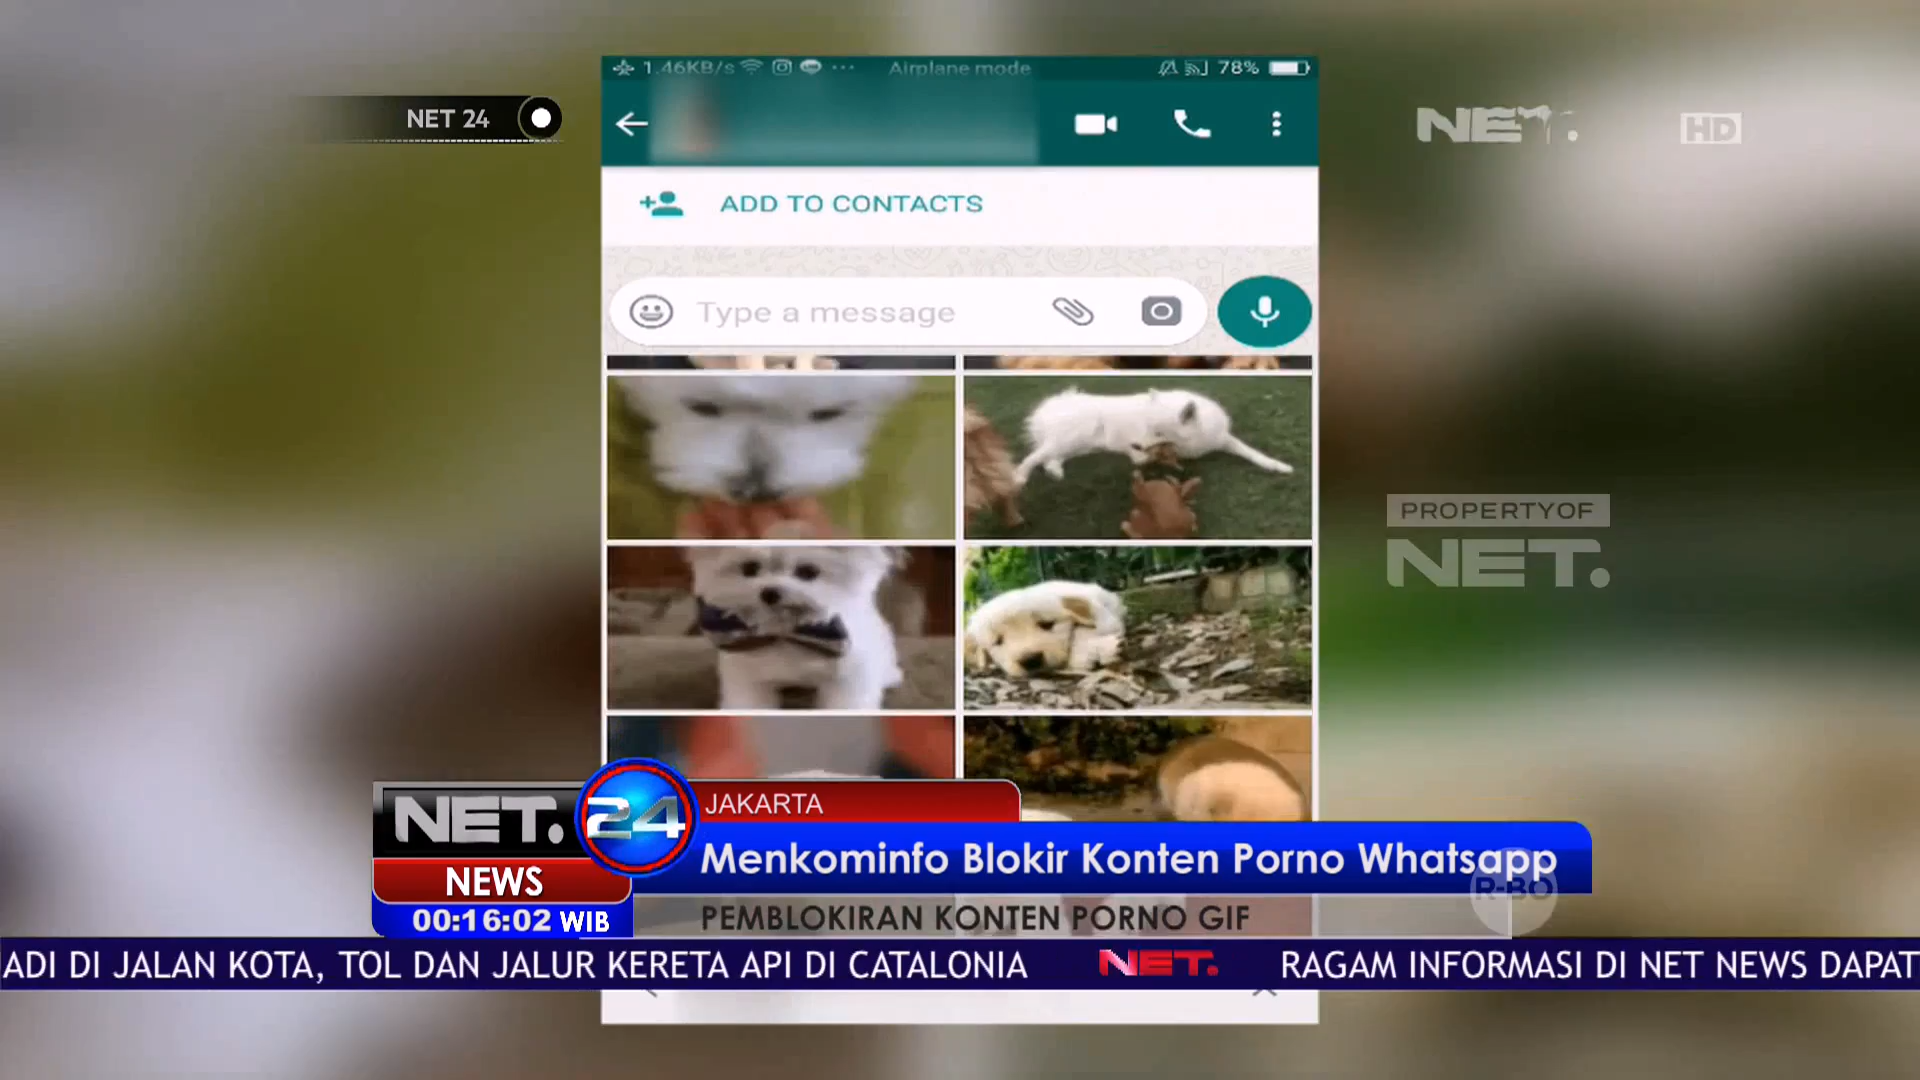 1.46KB/s ... Airplane mode 78%
NET 24
NET.
HD
ADD TO CONTACTS
Type a message
PROPERTYOF
NET.
NET. 24 JAKARTA
Menkominfo Blokir Konten Porno Whatsapp
NEWS
R-BO
00:16:02 WIB
PEMBLOKIRAN KONTEN PORNO GIF
ADI DI JALAN KOTA, TOL DAN JALUR KERETA API DI CATALONIA NET. RAGAM INFORMASI DI NET NEWS DAPAT